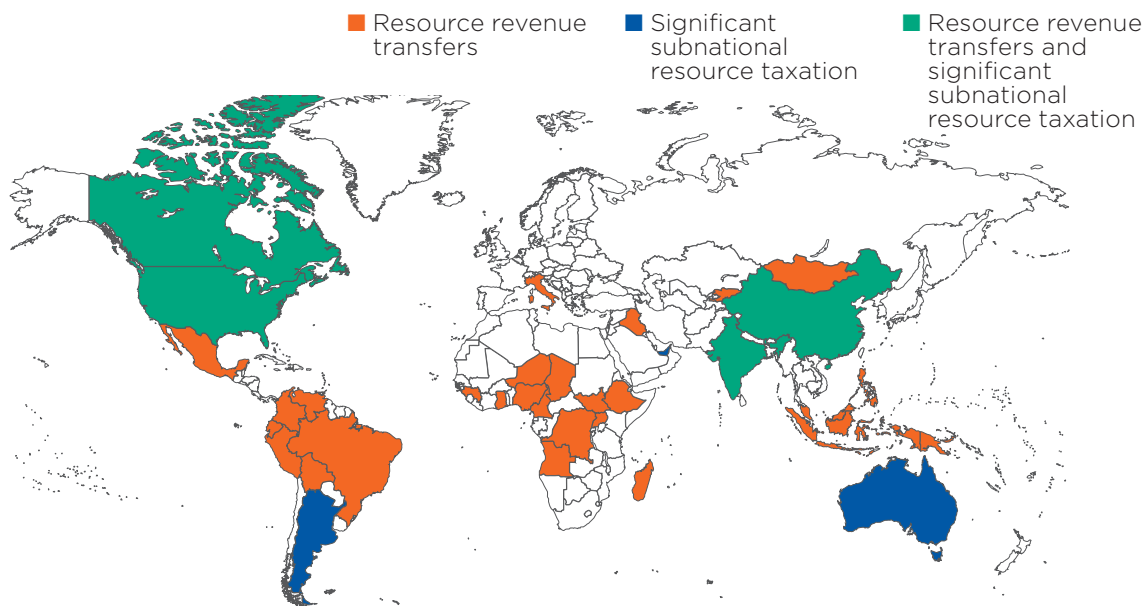 Resource revenue
transfers
Significant
subnational
resource taxation
Resource revenue
transfers and
significant
subnational
resource taxation